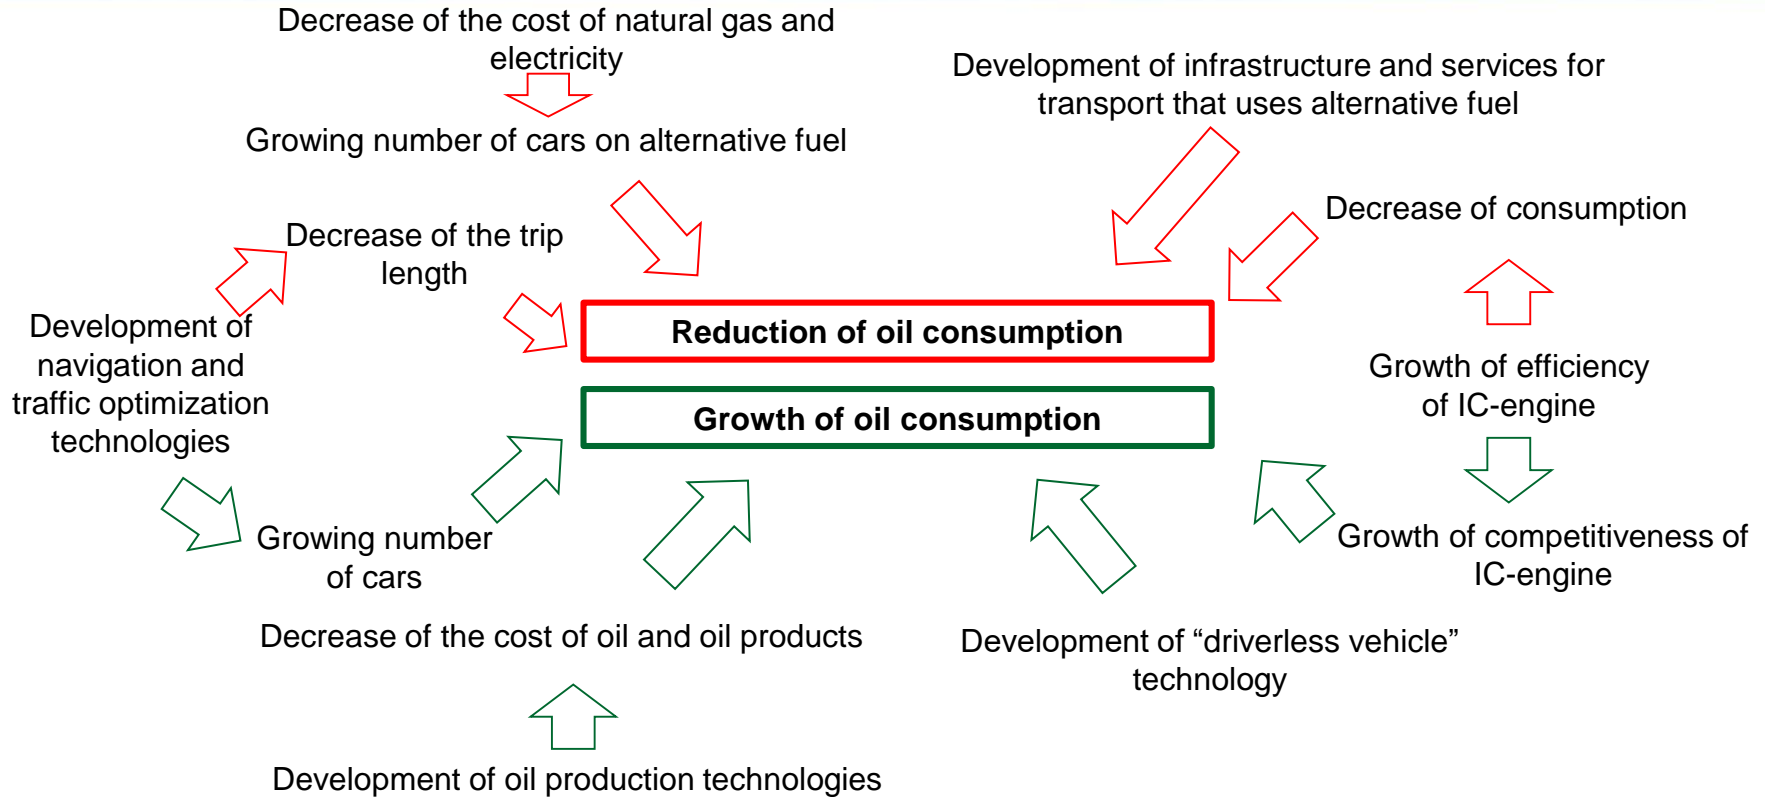 Decrease of the cost of natural gas and
electricity
Development of infrastructure and services for
transport that uses alternative fuel
Growing number of cars on alternative fuel
Decrease of consumption
Decrease of the trip
length
Development of
navigation and
traffic optimization
technologies
Reduction of oil consumption
Growth of efficiency
of IC-engine
Growth of oil consumption
Growing number
of cars
Growth of competitiveness of
IC-engine
Decrease of the cost of oil and oil products
Development of “driverless vehicle”
technology
Development of oil production technologies